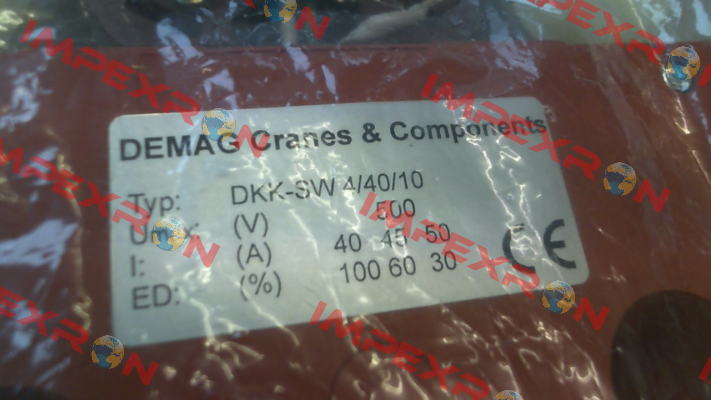 DEMAG Cranes & Components
Typ: DKK-SW 4/40/10
(V) 500
I: (A) 40 45 50
ED: (%) 100 60 30
CE
IMPEXRON
IMPEXRON
IMPEXRON
IMPEXRON
IMPEXRON
IMPEXRON